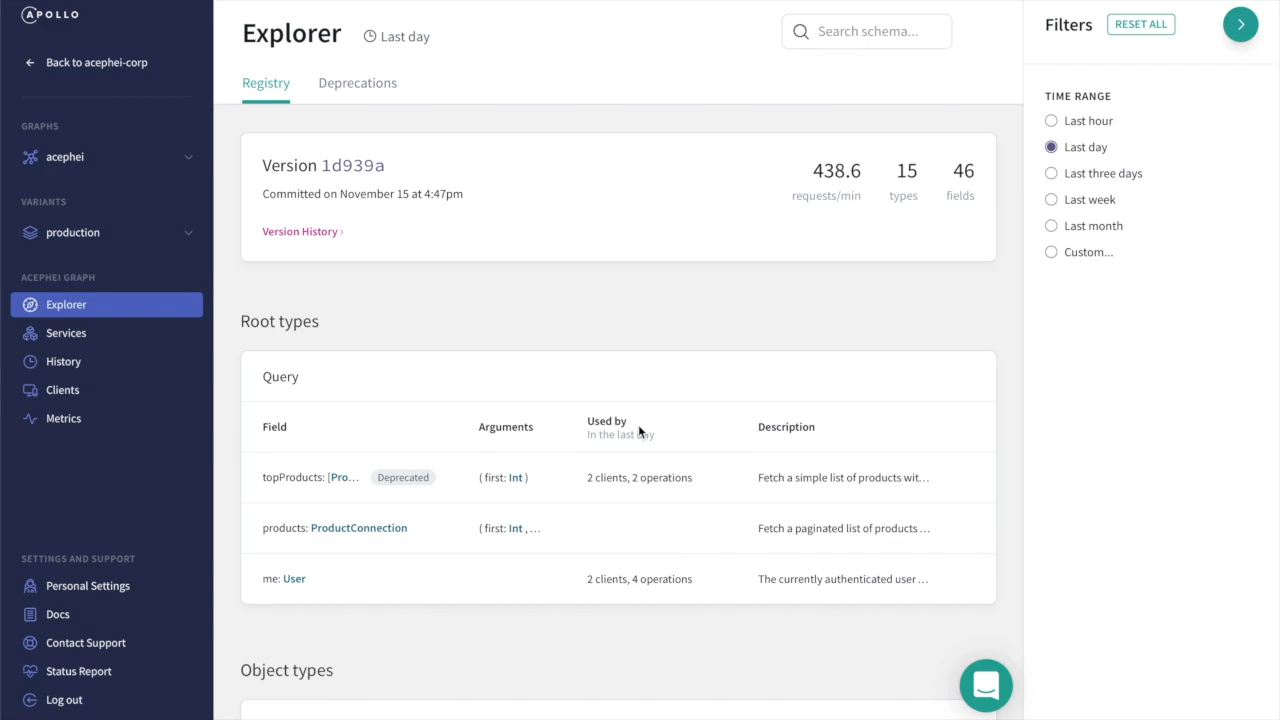 APOLLO
Back to acephei-corp
GRAPHS
acephei
VARIANTS
production
ACEPHEI GRAPH
Explorer
Services
History
Clients
Metrics
SETTINGS AND SUPPORT
Personal Settings
Docs
Contact Support
Status Report
Log out
Explorer
Last day
Search schema...
Registry
Deprecations
Version 1d939a
Committed on November 15 at 4:47pm
Version History ›
438.6
requests/min
15
types
46
fields
Root types
Query
Field Arguments Used by Description
In the last day
topProducts: [Pro... Deprecated ( first: Int ) 2 clients, 2 operations Fetch a simple list of products wit...
products: ProductConnection ( first: Int , ... Fetch a paginated list of products ...
me: User 2 clients, 4 operations The currently authenticated user ...
Object types
Filters
RESET ALL
TIME RANGE
Last hour
Last day
Last three days
Last week
Last month
Custom...